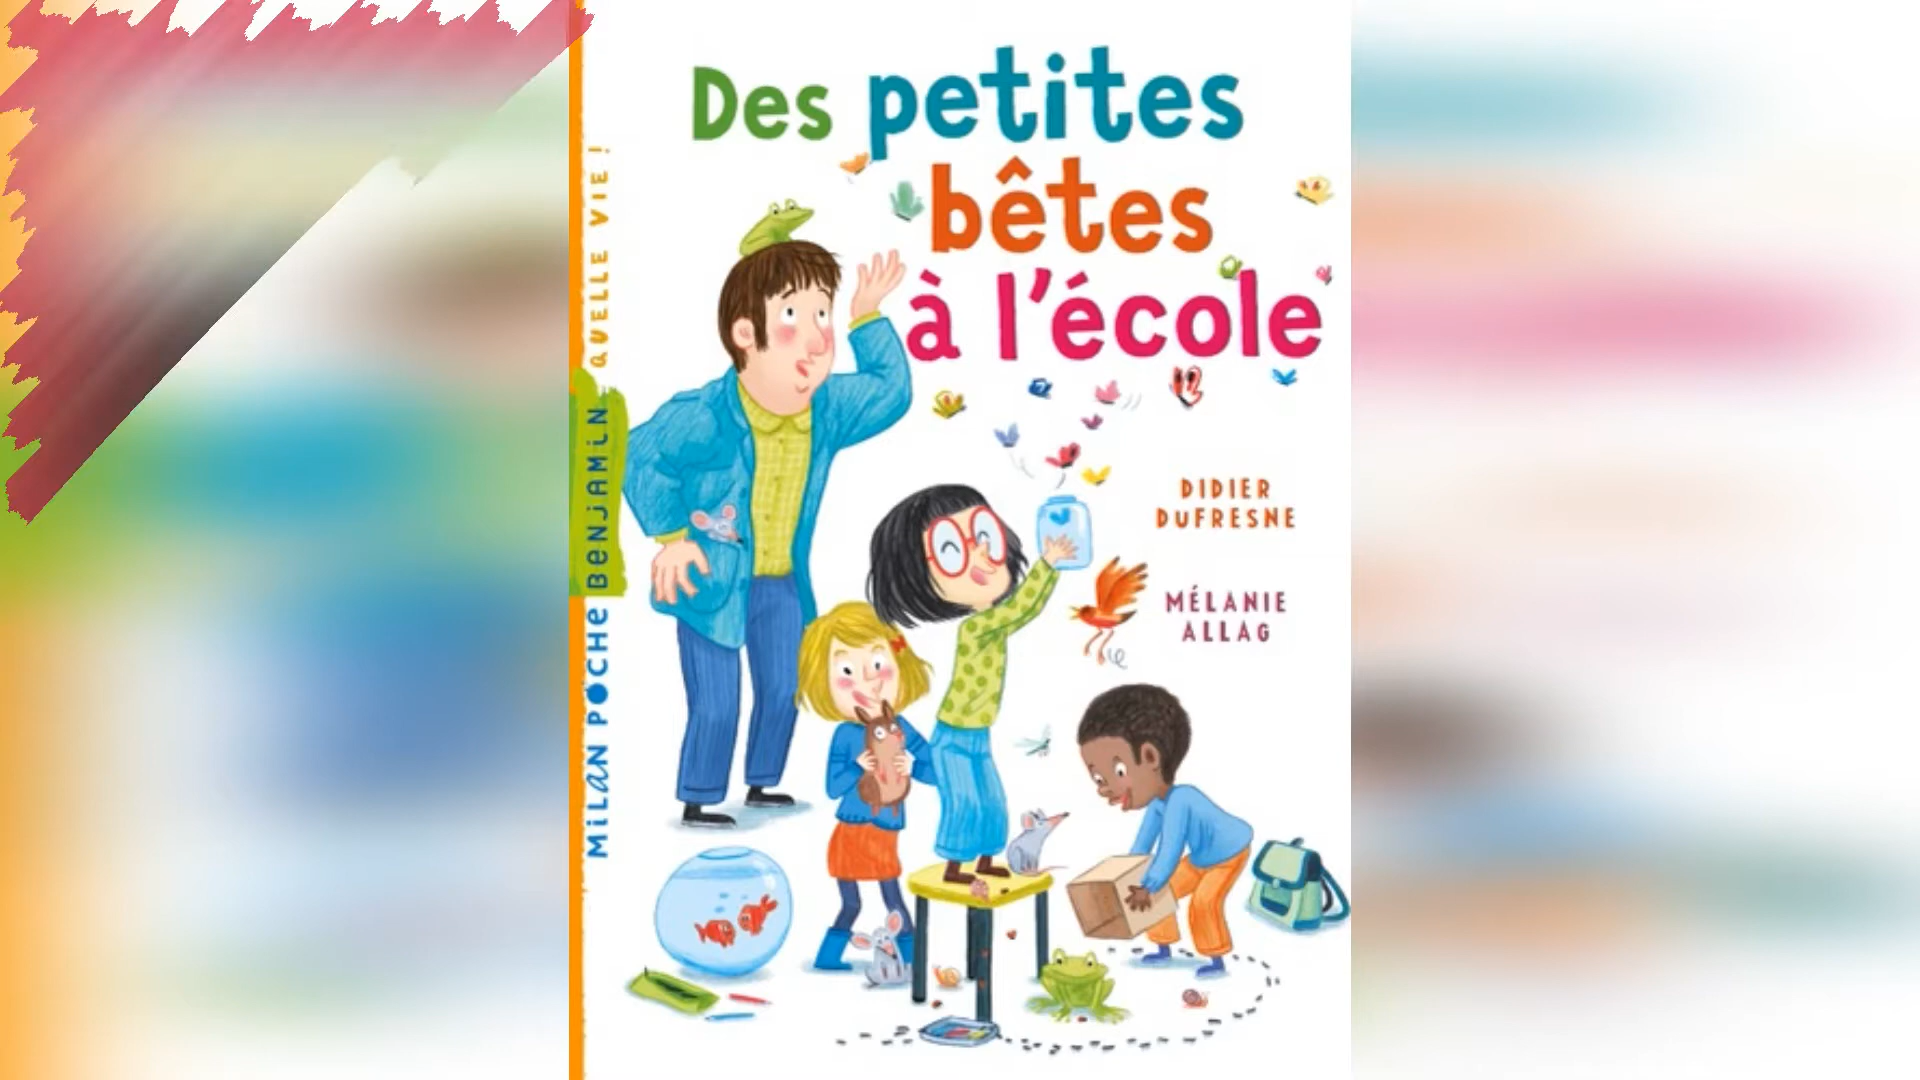 Des petites
bêtes
à l'école
DIDIER
DUFRESNE
MÉLANIE
ALLAG
MILAN POCHE BENJAMIN QUELLE VIE !